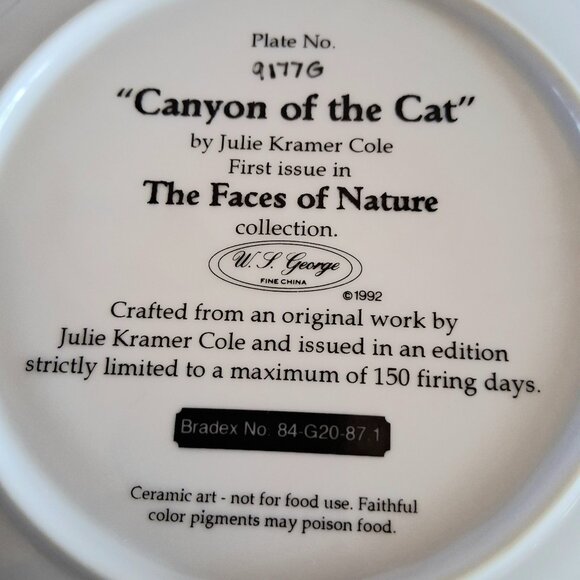 Plate No.
9177G
“Canyon of the Cat”
by Julie Kramer Cole
First issue in
The Faces of Nature
collection.
W. S. George
FINE CHINA
©1992
Crafted from an original work by
Julie Kramer Cole and issued in an edition
strictly limited to a maximum of 150 firing days.
Bradex No. 84-G20-87.1
Ceramic art - not for food use. Faithful
color pigments may poison food.